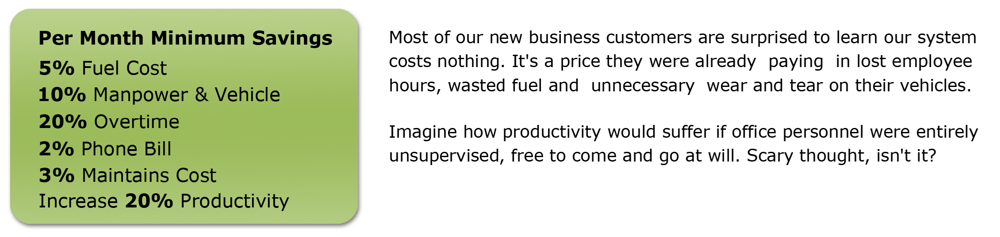 Per Month Minimum Savings
5% Fuel Cost
10% Manpower & Vehicle
20% Overtime
2% Phone Bill
3% Maintains Cost
Increase 20% Productivity
Most of our new business customers are surprised to learn our system
costs nothing. It's a price they were already  paying  in lost employee
hours, wasted fuel and  unnecessary  wear and tear on their vehicles.
Imagine how productivity would suffer if office personnel were entirely
unsupervised, free to come and go at will. Scary thought, isn't it?